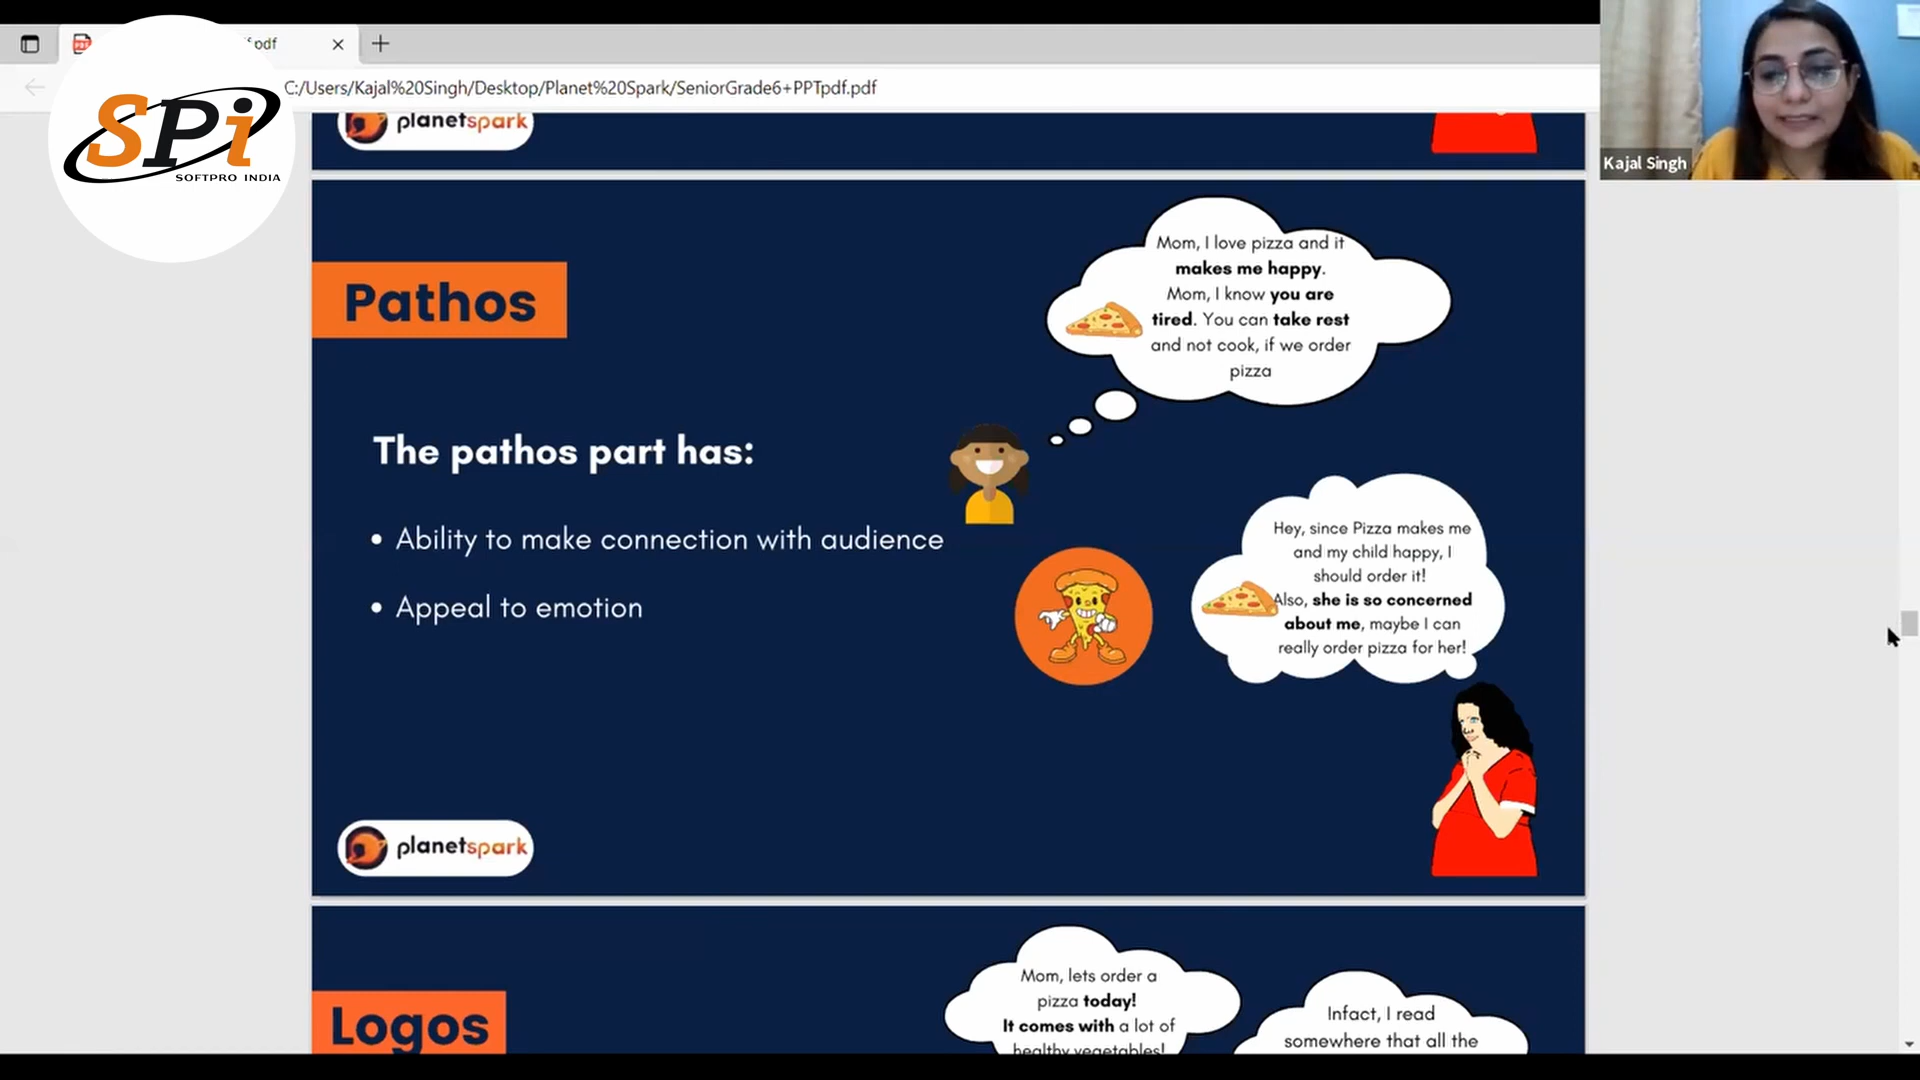 pdf
C:/Users/Kajal%20Singh/Desktop/Planet%20Spark/SeniorGrade6+PPTpdf.pdf
SPi
SOFTPRO INDIA
Kajal Singh
planetspark
Pathos
Mom, I love pizza and it
makes me happy.
Mom, I know you are
tired. You can take rest
and not cook, if we order
pizza
The pathos part has:
• Ability to make connection with audience
• Appeal to emotion
Hey, since Pizza makes me
and my child happy, I
should order it!
Also, she is so concerned
about me, maybe I can
really order pizza for her!
planetspark
Logos
Mom, lets order a
pizza today!
It comes with a lot of
healthy vegetables!
Infact, I read
somewhere that all the